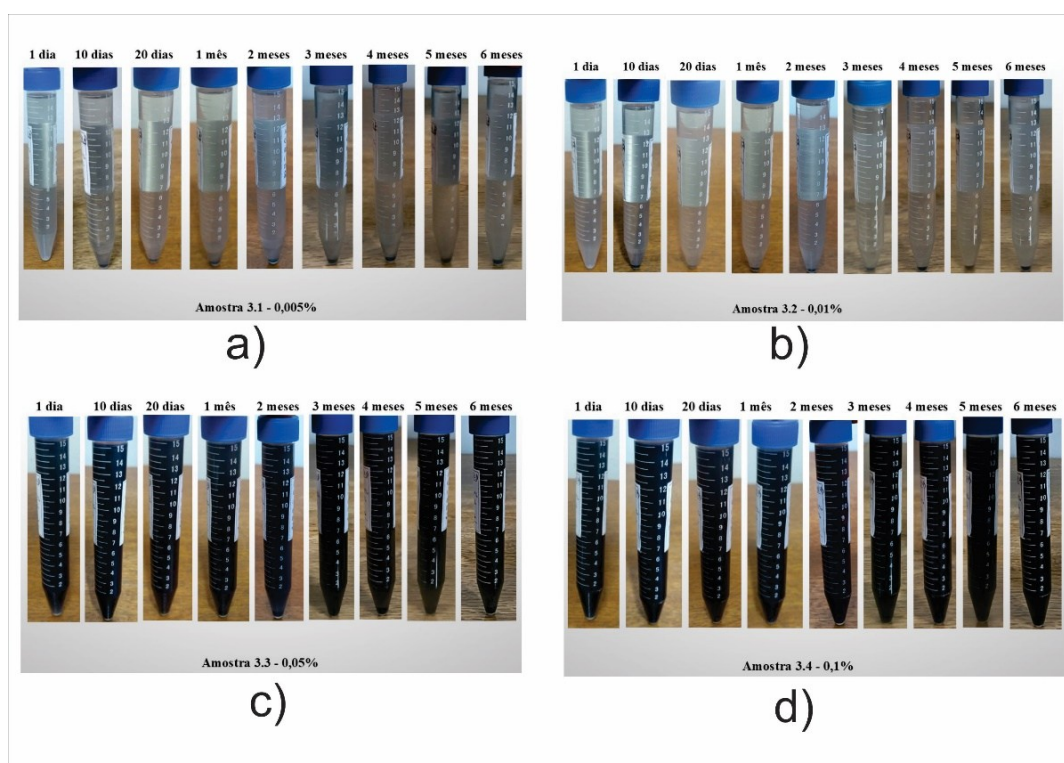 1 dia 10 dias 20 dias 1 mês 2 meses 3 meses 4 meses 5 meses 6 meses
Amostra 3.1 - 0,005%
a)
1 dia 10 dias 20 dias 1 mês 2 meses 3 meses 4 meses 5 meses 6 meses
Amostra 3.2 - 0,01%
b)
1 dia 10 dias 20 dias 1 mês 2 meses 3 meses 4 meses 5 meses 6 meses
Amostra 3.3 - 0,05%
c)
1 dia 10 dias 20 dias 1 mês 2 meses 3 meses 4 meses 5 meses 6 meses
Amostra 3.4 - 0,1%
d)